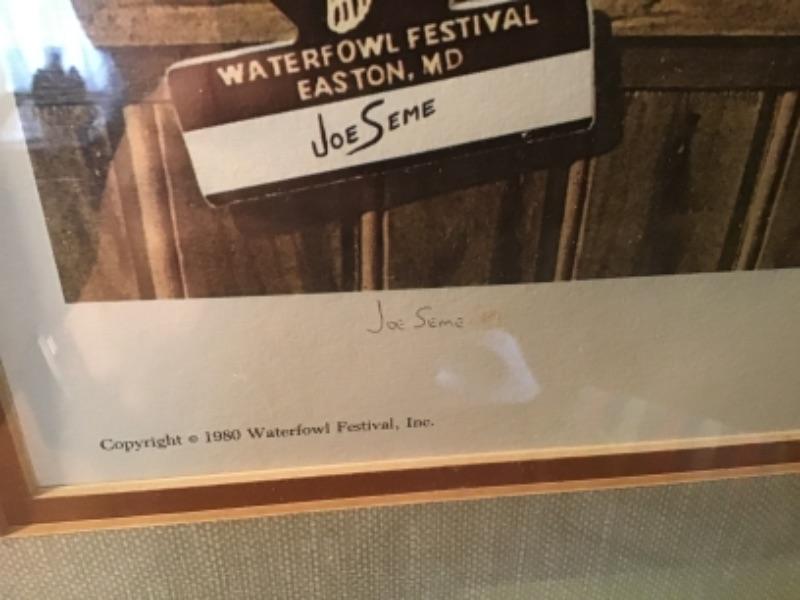 WATERFOWL FESTIVAL
EASTON, MD
JOE SEME
Joe Seme
Copyright © 1980 Waterfowl Festival, Inc.